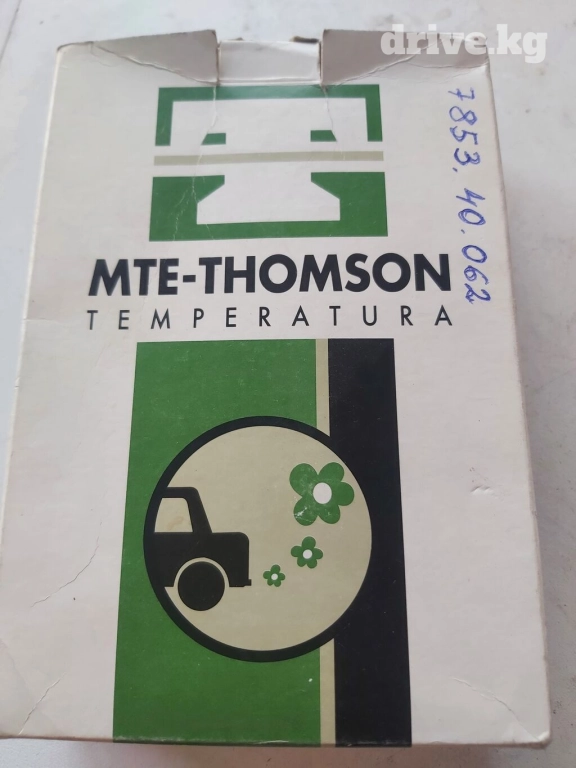 drive.kg
7853.40.062
MTE-THOMSON
TEMPERATURA